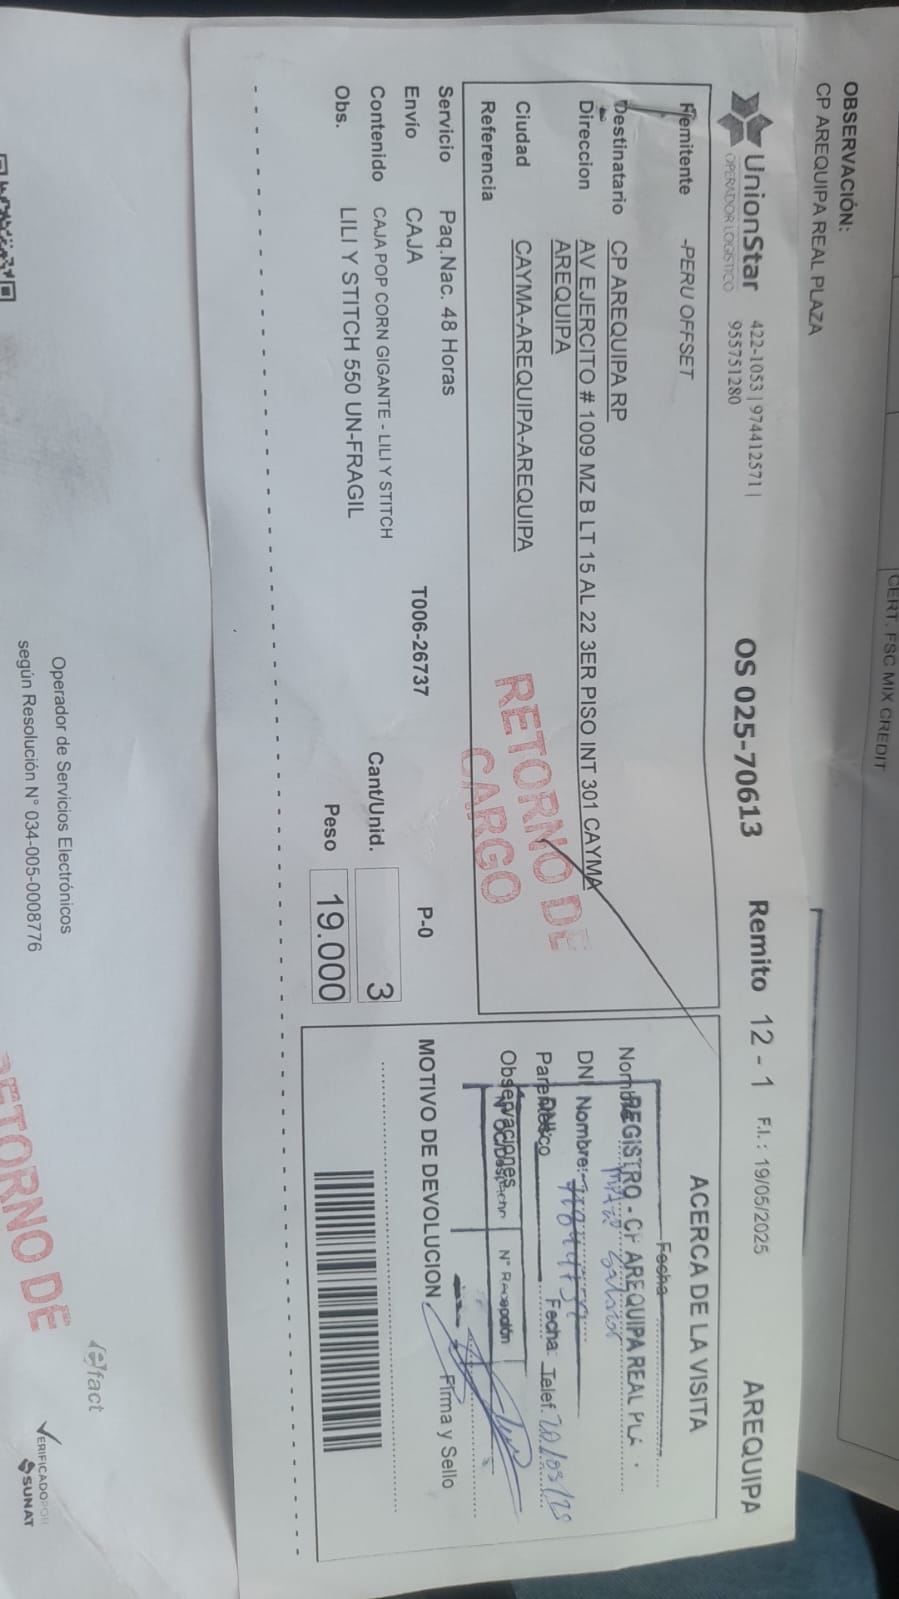 CERT. FSC MIX CREDIT
OBSERVACIÓN:
CP AREQUIPA REAL PLAZA
UnionStar
OPERADOR LOGISTICO
422-1053 | 974412571 |
955751280
OS 025-70613
Remito 12 - 1
F.I. : 19/05/2025
AREQUIPA
Remitente -PERU OFFSET
Destinatario CP AREQUIPA RP
Direccion AV EJERCITO # 1009 MZ B LT 15 AL 22 3ER PISO INT 301 CAYMA
AREQUIPA
Ciudad CAYMA-AREQUIPA-AREQUIPA
Referencia
RETORNO DE
CARGO
Servicio Paq.Nac. 48 Horas
Envío CAJA T006-26737 P-0
Contenido CAJA POP CORN GIGANTE - LILI Y STITCH Cant/Unid. 3
Obs. LILI Y STITCH 550 UN-FRAGIL Peso 19.000
ACERCA DE LA VISITA
Fecha
REGISTRO - CP AREQUIPA REAL PLA
DNI Nombre:
Parentesco
Fecha: Telef. 20/05/25
Observaciones
N° Recepción
MOTIVO DE DEVOLUCION
Firma y Sello
Operador de Servicios Electrónicos
según Resolución N° 034-005-0008776
RETORNO DE
efact
VERIFICADO POR
SUNAT